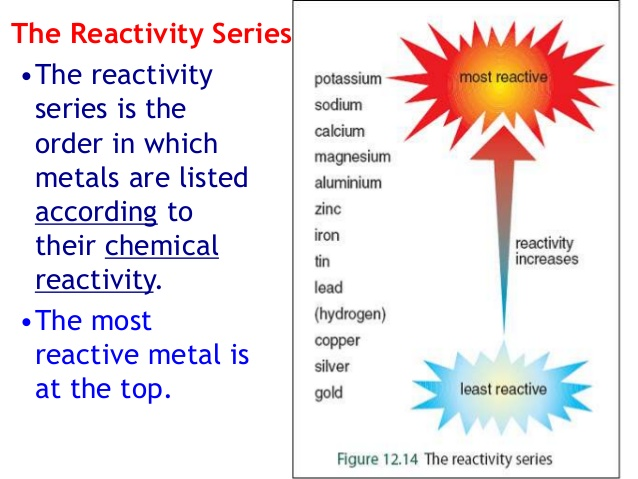 The Reactivity Series
•The reactivity
series is the
order in which
metals are listed
according to
their chemical
reactivity.
•The most
reactive metal is
at the top.
most reactive
potassium
sodium
calcium
magnesium
aluminium
zinc
iron
tin
lead
(hydrogen)
copper
silver
gold
reactivity
increases
least reactive
Figure 12.14 The reactivity series